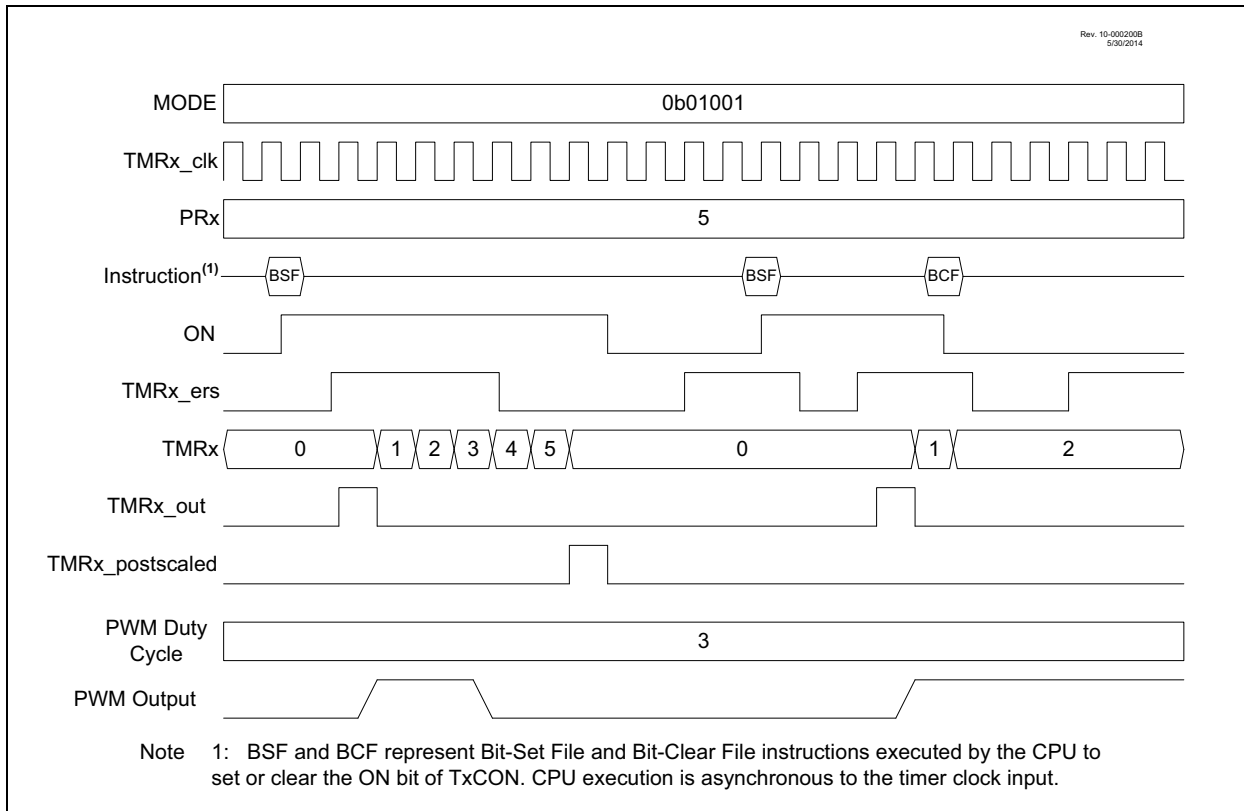 Rev. 10-000200B
5/30/2014
MODE 0b01001
TMRx_clk
PRx 5
Instruction(1) BSF BSF BCF
ON
TMRx_ers
TMRx 0 1 2 3 4 5 0 1 2
TMRx_out
TMRx_postscaled
PWM Duty
Cycle 3
PWM Output
Note 1: BSF and BCF represent Bit-Set File and Bit-Clear File instructions executed by the CPU to
set or clear the ON bit of TxCON. CPU execution is asynchronous to the timer clock input.